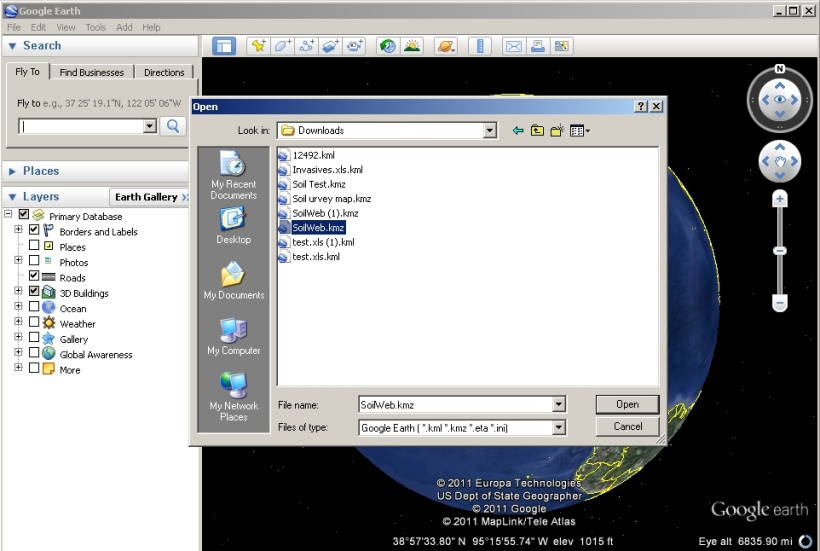 Google Earth
File Edit View Tools Add Help
Search
Fly To Find Businesses Directions
Fly to e.g., 37 25' 19.1"N, 122 05' 06"W
Places
Layers Earth Gallery
Primary Database
Borders and Labels
Places
Photos
Roads
3D Buildings
Ocean
Weather
Gallery
Global Awareness
More
N
Open
Look in: Downloads
My Recent Documents
Desktop
My Documents
My Computer
My Network Places
12492.kml
Invasives.xls.kml
Soil Test.kmz
Soil urvey map.kmz
SoilWeb (1).kmz
SoilWeb.kmz
test.xls (1).kml
test.xls.kml
File name: SoilWeb.kmz Open
Files of type: Google Earth ( *.kml *.kmz *.eta *.ini) Cancel
© 2011 Europa Technologies
US Dept of State Geographer
© 2011 Google
© 2011 MapLink/Tele Atlas
Google earth
38°57'33.80" N 95°15'55.74" W elev 1015 ft Eye alt 6835.90 mi